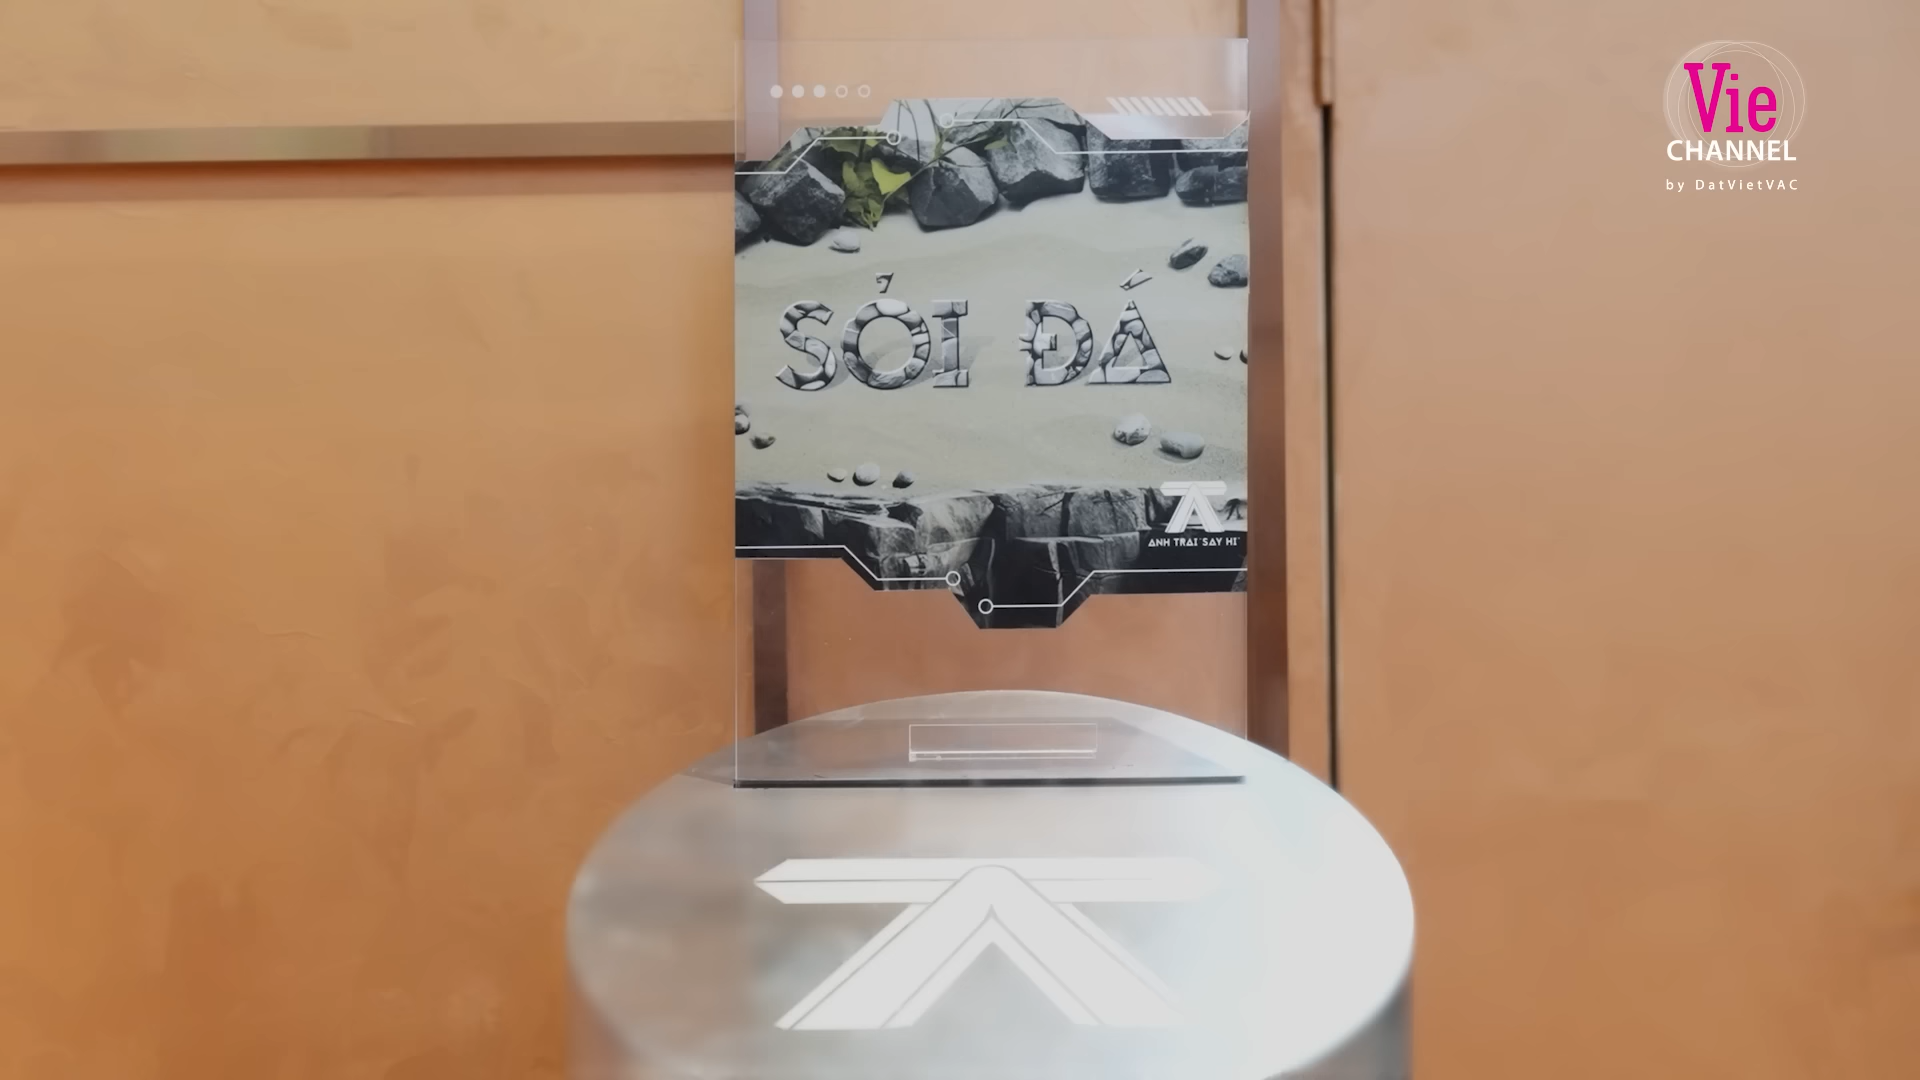 Vie
CHANNEL
by DatVietVAC
SỎI ĐÁ
ANH TRAI "SAY HI"